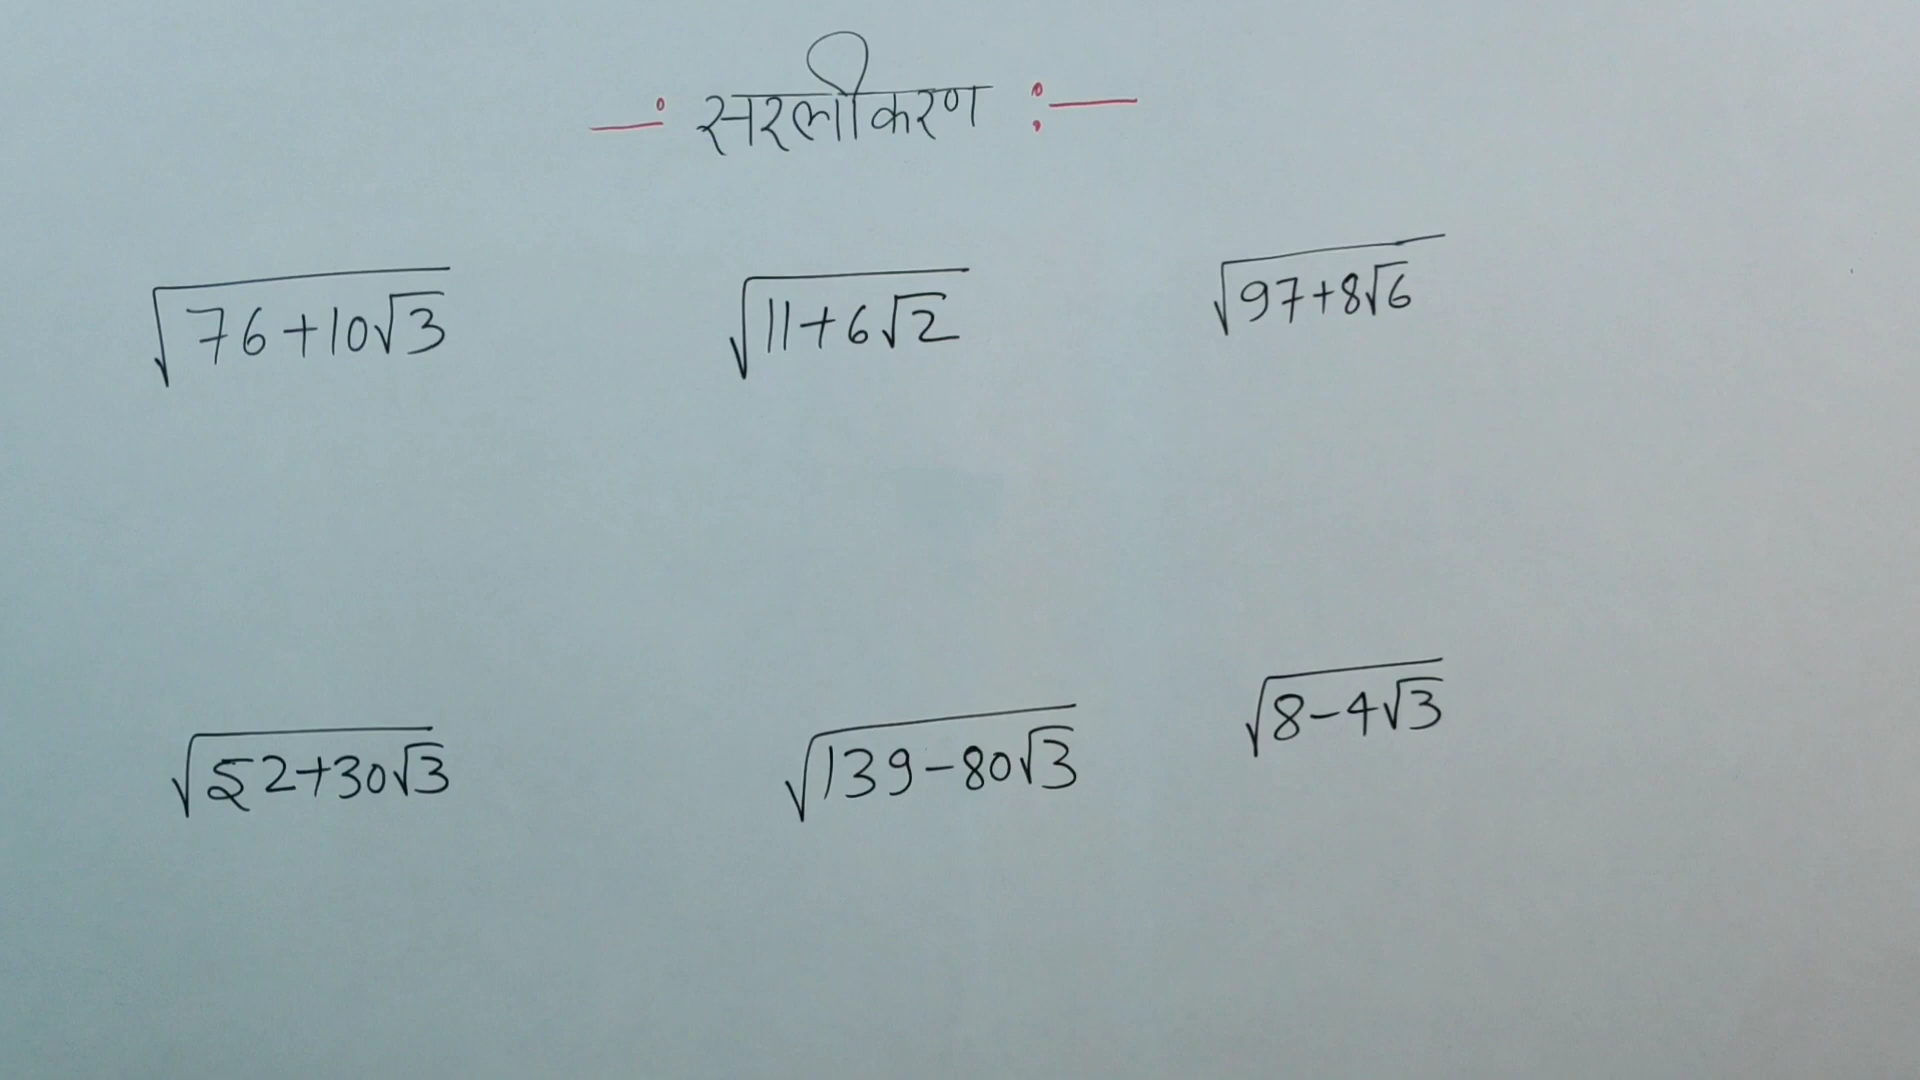 —: सरलीकरण :—
√(76+10√3) √(11+6√2) √(97+8√6)
√(52+30√3) √(139-80√3) √(8-4√3)